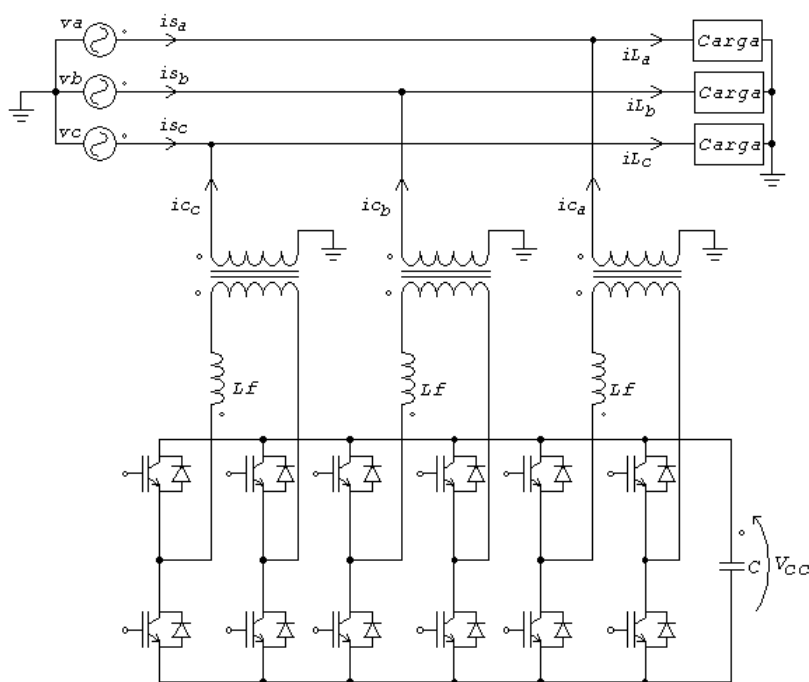 va isa iLa Carga
vb isb iLb Carga
vc isc iLc Carga
icc icb ica
Lf Lf Lf
C VCC